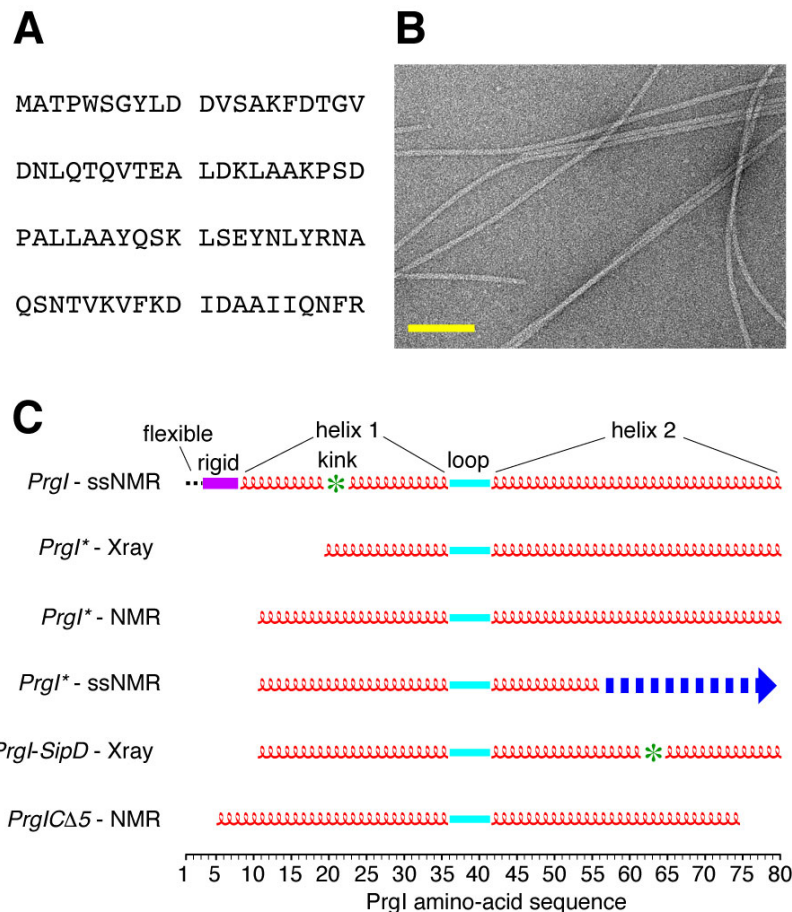 A
B
MATPWSGYLD DVSAKFDTGV
DNLQTQVTEA LDKLAAKPSD
PALLAAYQSK LSEYNLYRNA
QSNTVKVFKD IDAAIIQNFR
C
flexible
rigid
helix 1
kink
loop
helix 2
PrgI - ssNMR
*
PrgI* - Xray
PrgI* - NMR
PrgI* - ssNMR
PrgI-SipD - Xray
*
PrgIC∆5 - NMR
1 5 10 15 20 25 30 35 40 45 50 55 60 65 70 75 80
PrgI amino-acid sequence